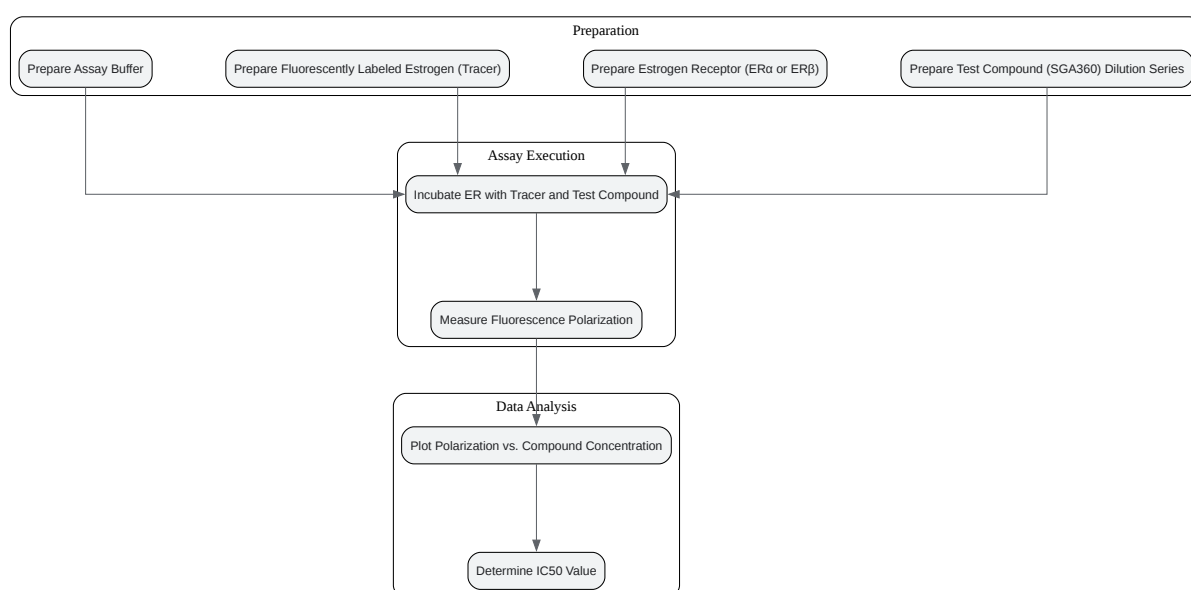 Preparation
Prepare Assay Buffer
Prepare Fluorescently Labeled Estrogen (Tracer)
Prepare Estrogen Receptor (ERα or ERβ)
Prepare Test Compound (SGA360) Dilution Series
Assay Execution
Incubate ER with Tracer and Test Compound
Measure Fluorescence Polarization
Data Analysis
Plot Polarization vs. Compound Concentration
Determine IC50 Value